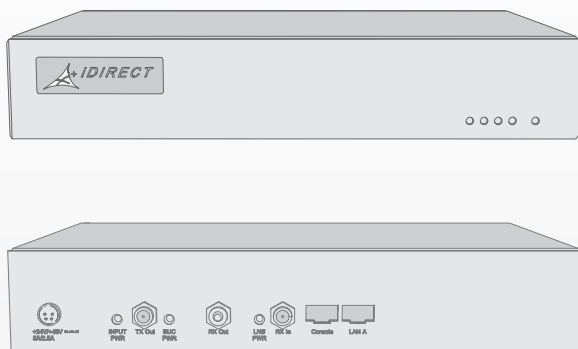 iDIRECT
INPUT
PWR
TX Out
BUC
PWR
RX Out
LNB
PWR
RX In
Console
LAN A